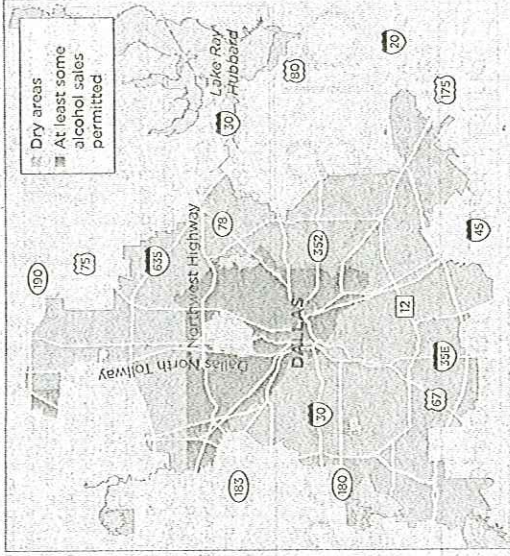 Dry areas
At least some
alcohol sales
permitted
190
75
635
Lake Ray
Hubbard
30
80
20
175
Northwest Highway
78
Dallas North Tollway
352
DALLAS
45
12
183
30
180
35E
67